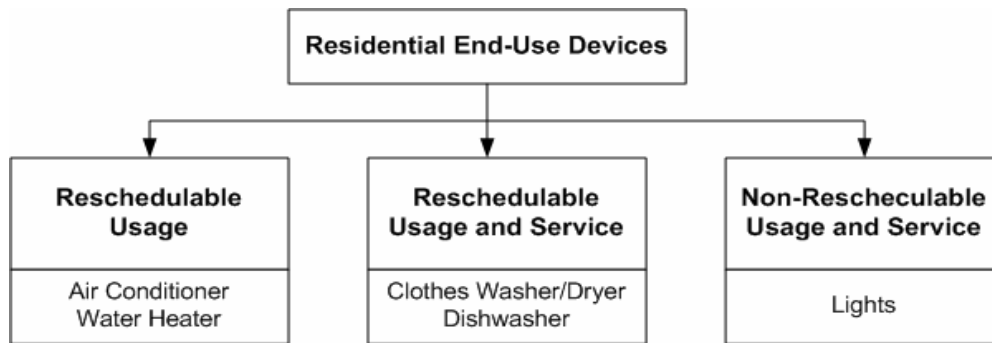 Residential End-Use Devices
Reschedulable
Usage
Air Conditioner
Water Heater
Reschedulable
Usage and Service
Clothes Washer/Dryer
Dishwasher
Non-Rescheculable
Usage and Service
Lights